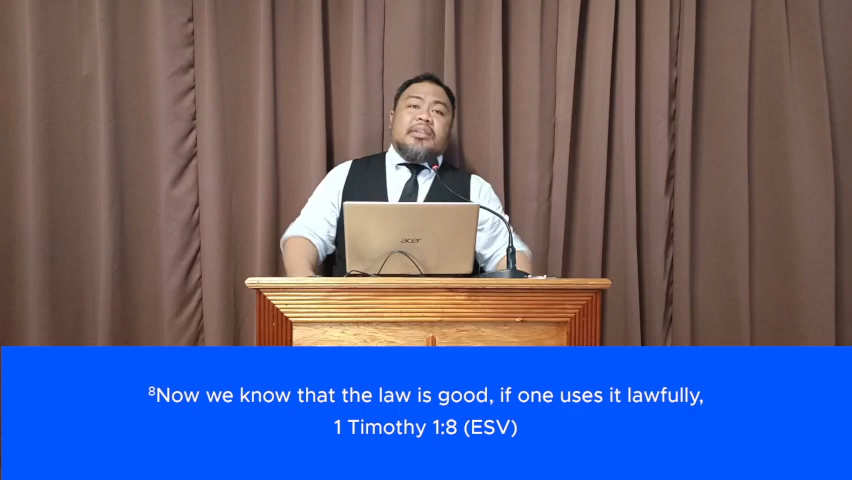 acer
⁸Now we know that the law is good, if one uses it lawfully,
1 Timothy 1:8 (ESV)